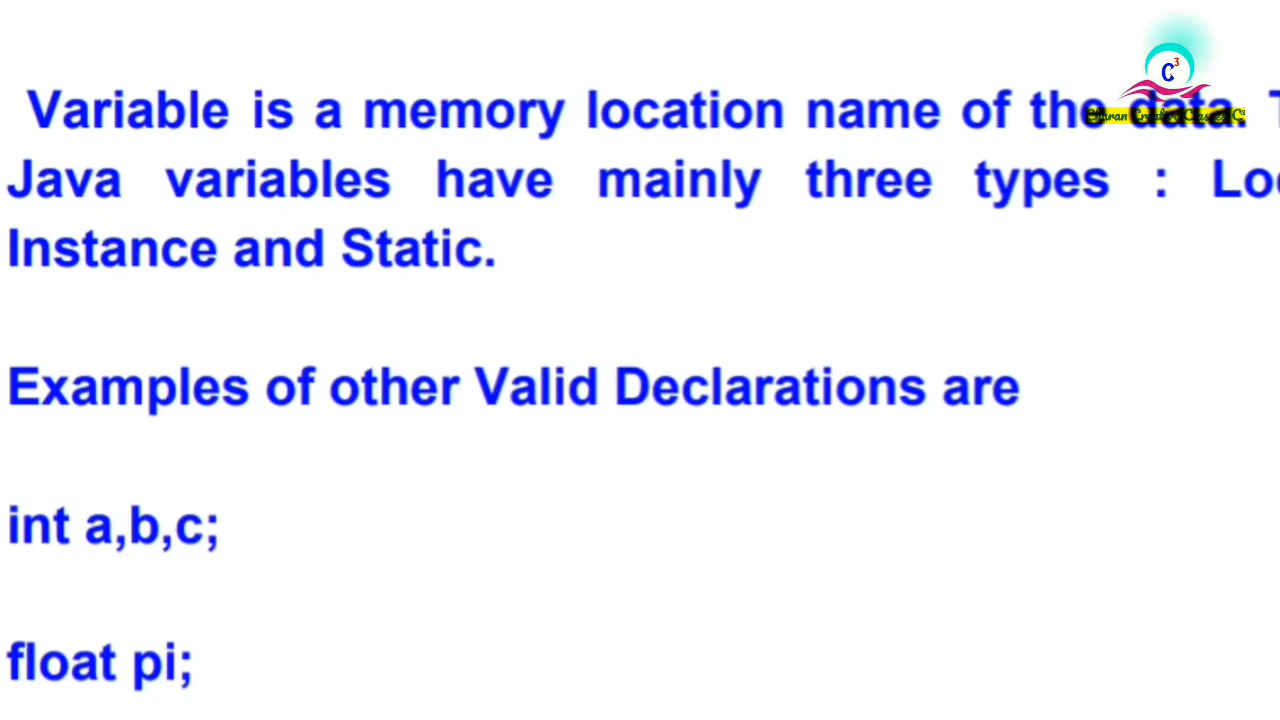 C3
Variable is a memory location name of the data.
Java variables have mainly three types :
Instance and Static.
Examples of other Valid Declarations are
int a,b,c;
float pi;